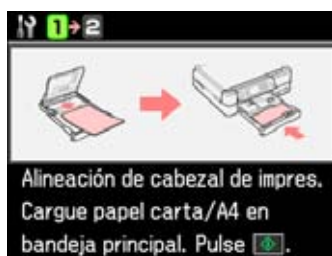 1 2
Alineación de cabezal de impres.
Cargue papel carta/A4 en
bandeja principal. Pulse .